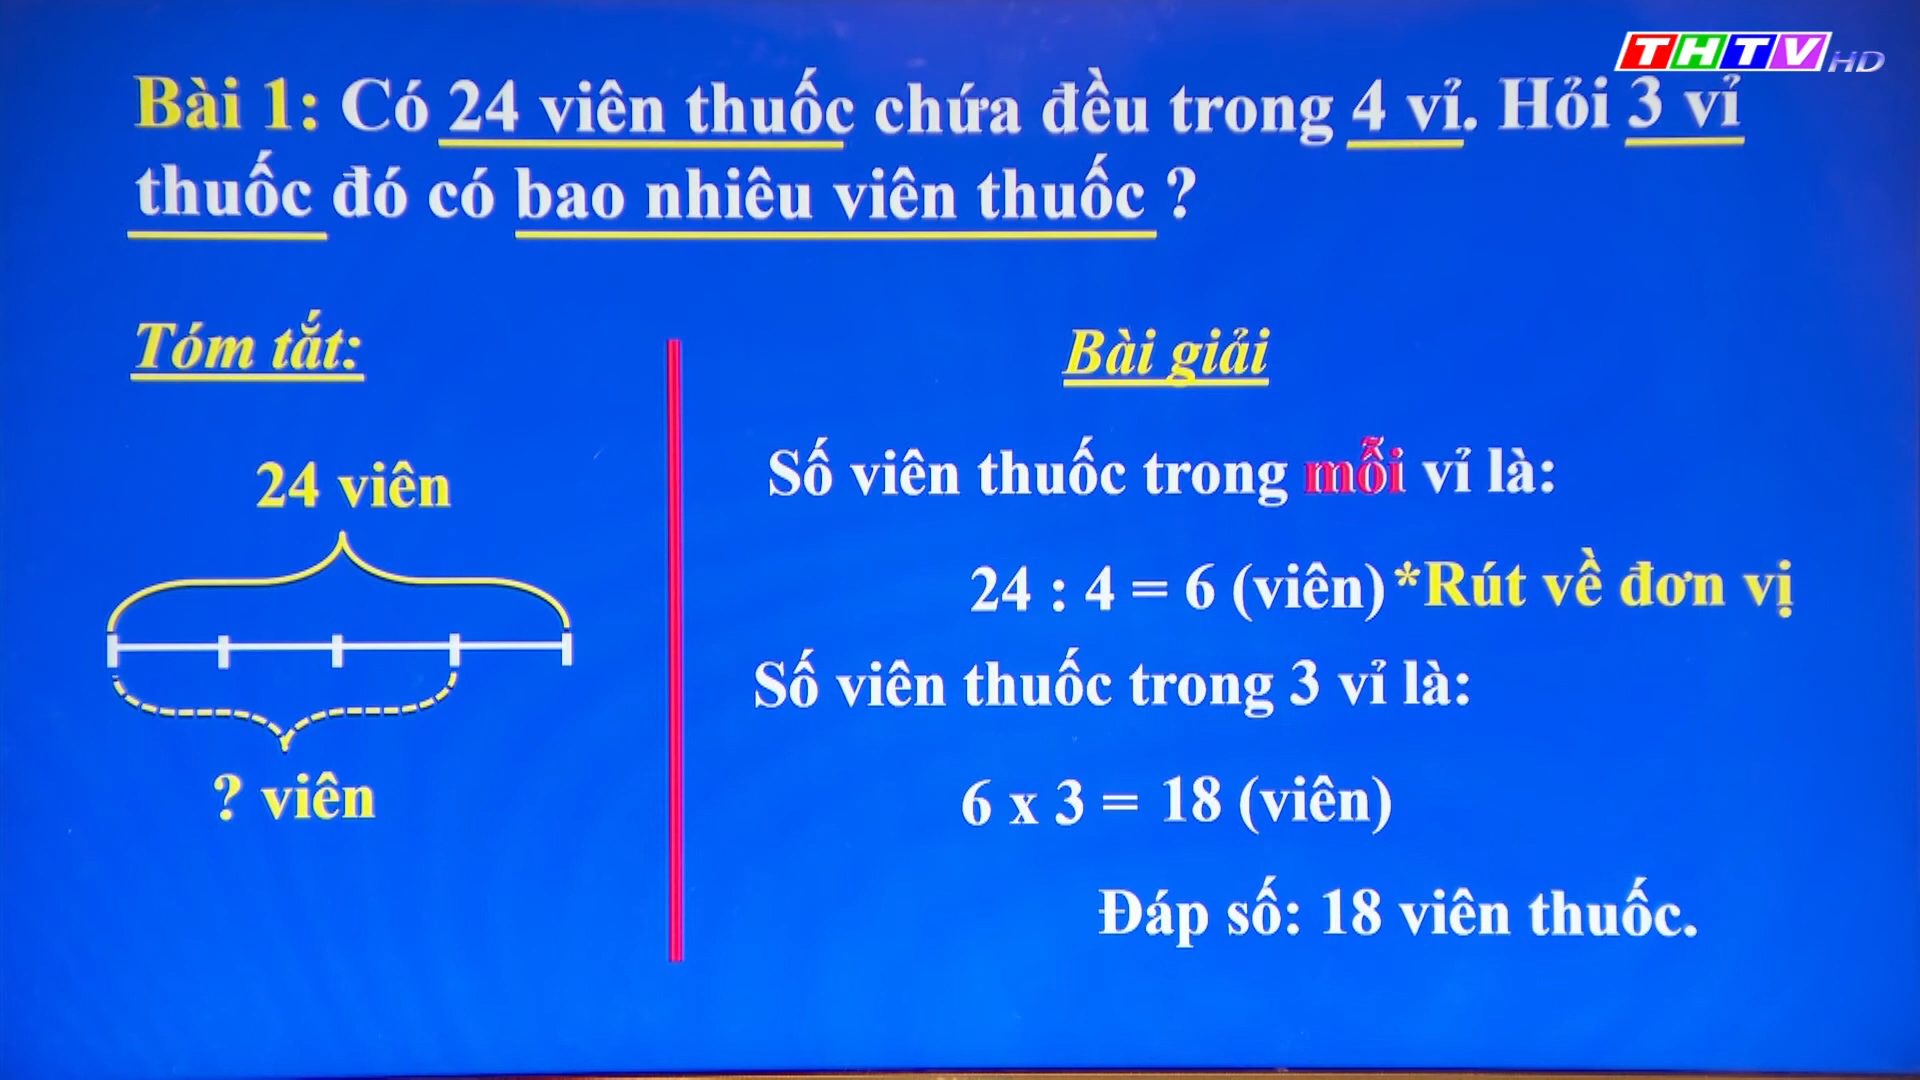 THTV HD
Bài 1: Có 24 viên thuốc chứa đều trong 4 vỉ. Hỏi 3 vỉ
thuốc đó có bao nhiêu viên thuốc ?
Tóm tắt:
24 viên
? viên
Bài giải
Số viên thuốc trong mỗi vỉ là:
24 : 4 = 6 (viên) *Rút về đơn vị
Số viên thuốc trong 3 vỉ là:
6 x 3 = 18 (viên)
Đáp số: 18 viên thuốc.